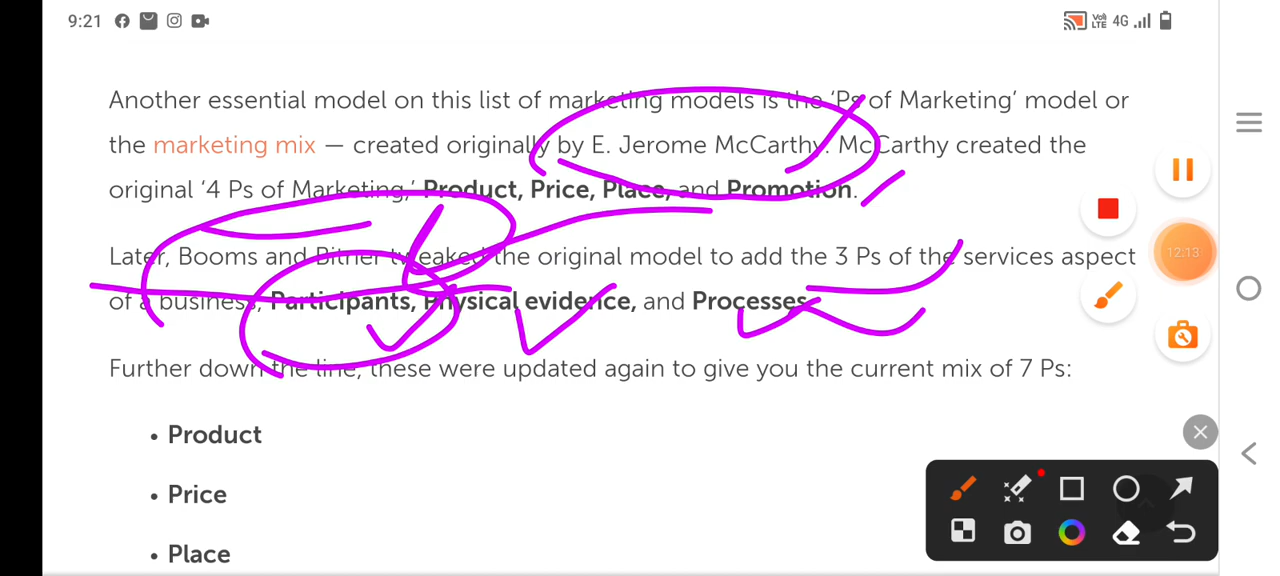 9:21
Vo)
LTE 4G
Another essential model on this list of marketing models is the ‘Ps of Marketing’ model or
the marketing mix — created originally by E. Jerome McCarthy. McCarthy created the
original ‘4 Ps of Marketing,’ Product, Price, Place, and Promotion.
Later, Booms and Bitner tweaked the original model to add the 3 Ps of the services aspect
12:13
of a business, Participants, Physical evidence, and Processes.
Further down the line, these were updated again to give you the current mix of 7 Ps:
• Product
• Price
• Place